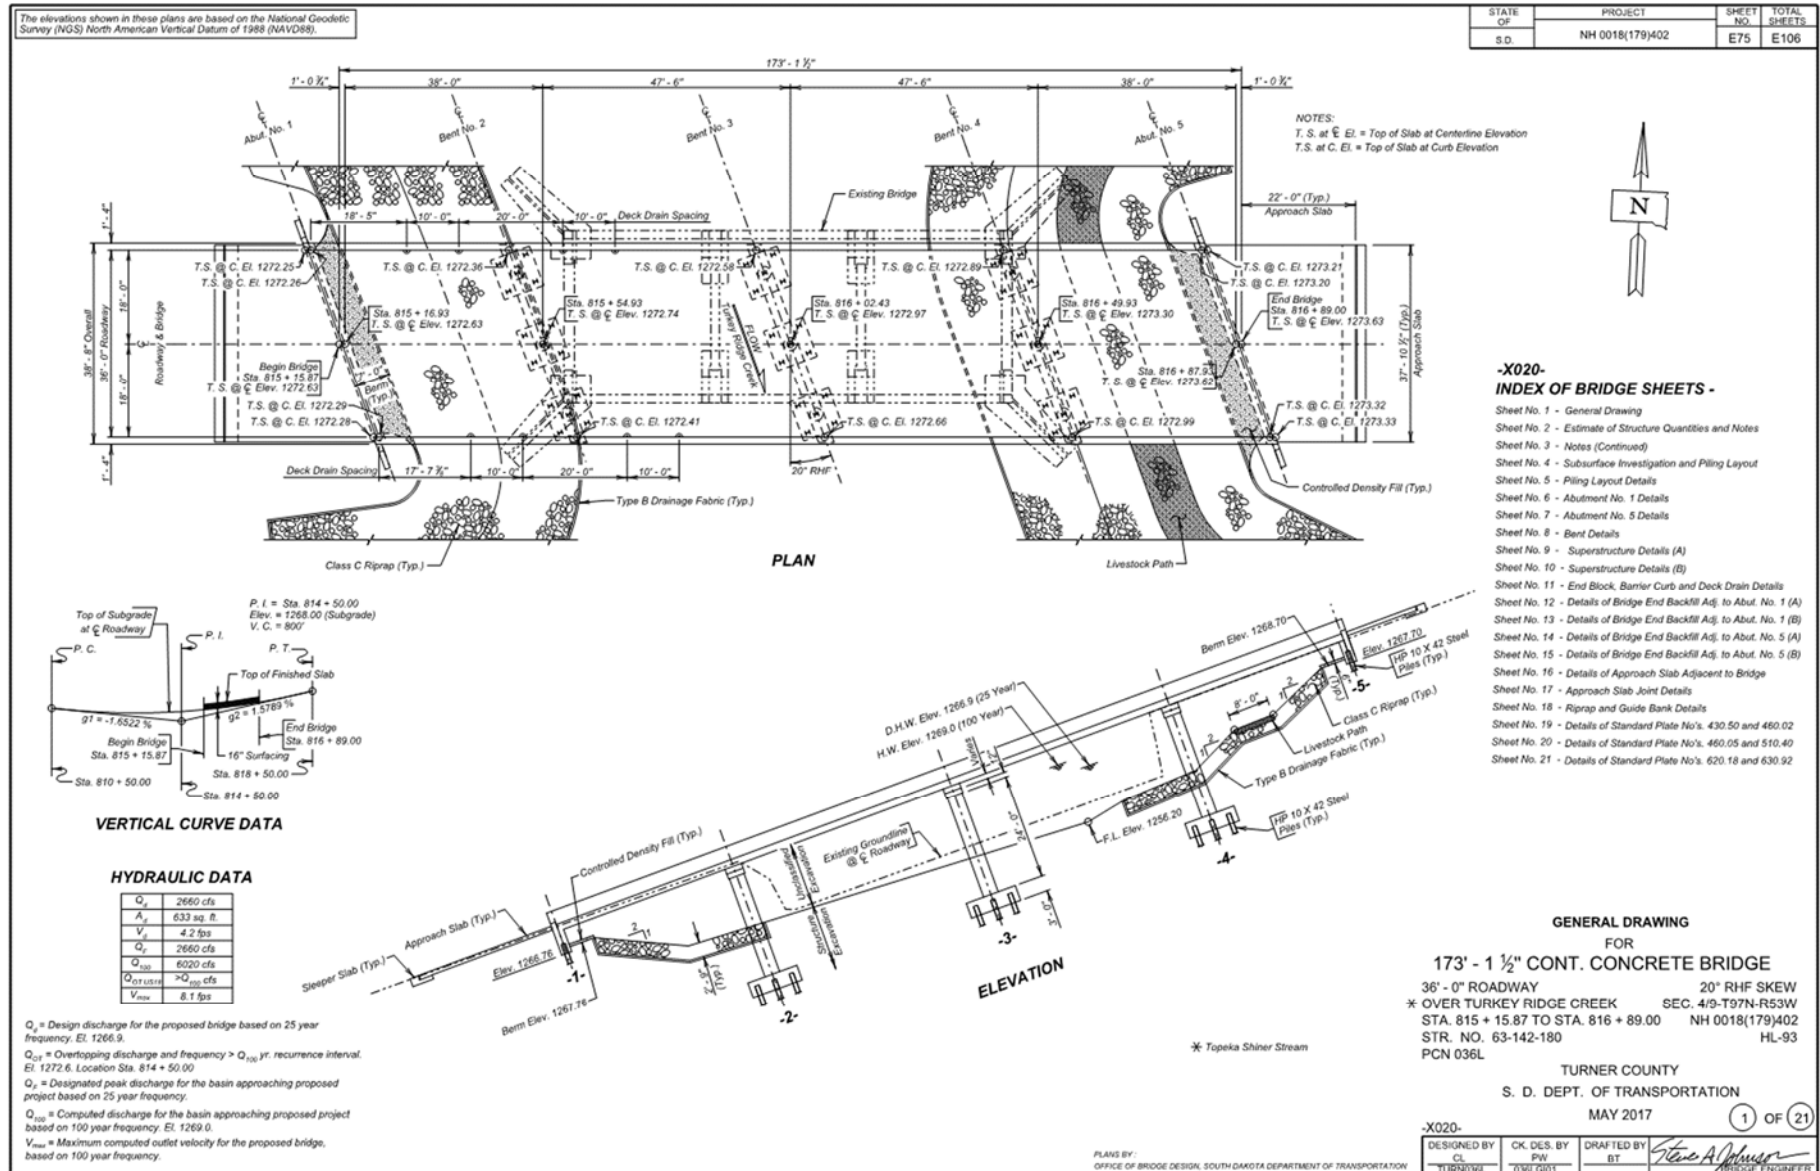 The elevations shown in these plans are based on the National Geodetic
Survey (NGS) North American Vertical Datum of 1988 (NAVD88).
STATE OF
S.D.
PROJECT
NH 0018(179)402
SHEET NO.
E75
TOTAL SHEETS
E106
173' - 1 ½"
1' - 0 ¾"
38' - 0"
47' - 6"
47' - 6"
38' - 0"
1' - 0 ¾"
℄ Abut. No. 1
℄ Bent No. 2
℄ Bent No. 3
℄ Bent No. 4
℄ Abut. No. 5
NOTES:
T. S. at ℄ El. = Top of Slab at Centerline Elevation
T.S. at C. El. = Top of Slab at Curb Elevation
N
Existing Bridge
22' - 0" (Typ.)
Approach Slab
1' - 4"
18' - 5"
10' - 0"
20' - 0"
10' - 0"
Deck Drain Spacing
T.S. @ C. El. 1272.25
T.S. @ C. El. 1272.26
T.S. @ C. El. 1272.36
T.S. @ C. El. 1272.58
T.S. @ C. El. 1272.89
T.S. @ C. El. 1273.21
T.S. @ C. El. 1273.20
38' - 8" Overall
36' - 0" Roadway
18' - 0"
18' - 0"
℄
Roadway & Bridge
Sta. 815 + 16.93
T. S. @ ℄ Elev. 1272.63
Sta. 815 + 54.93
T. S. @ ℄ Elev. 1272.74
Sta. 816 + 02.43
T. S. @ ℄ Elev. 1272.97
Sta. 816 + 49.93
T. S. @ ℄ Elev. 1273.30
End Bridge
Sta. 816 + 89.00
T. S. @ ℄ Elev. 1273.63
FLOW
Turkey Ridge Creek
Begin Bridge
Sta. 815 + 15.87
T. S. @ ℄ Elev. 1272.63
7' - 0"
Berm
(Typ.)
Sta. 816 + 87.93
T. S. @ ℄ Elev. 1273.62
37' - 10 ½" (Typ.)
Approach Slab
T.S. @ C. El. 1272.29
T.S. @ C. El. 1272.28
T.S. @ C. El. 1272.41
T.S. @ C. El. 1272.66
T.S. @ C. El. 1272.99
T.S. @ C. El. 1273.32
T.S. @ C. El. 1273.33
1' - 4"
Deck Drain Spacing
17' - 7 ⅞"
10' - 0"
20' - 0"
10' - 0"
20° RHF
Type B Drainage Fabric (Typ.)
Controlled Density Fill (Typ.)
Class C Riprap (Typ.)
PLAN
Livestock Path
-X020-
INDEX OF BRIDGE SHEETS -
Sheet No. 1 - General Drawing
Sheet No. 2 - Estimate of Structure Quantities and Notes
Sheet No. 3 - Notes (Continued)
Sheet No. 4 - Subsurface Investigation and Piling Layout
Sheet No. 5 - Piling Layout Details
Sheet No. 6 - Abutment No. 1 Details
Sheet No. 7 - Abutment No. 5 Details
Sheet No. 8 - Bent Details
Sheet No. 9 - Superstructure Details (A)
Sheet No. 10 - Superstructure Details (B)
Sheet No. 11 - End Block, Barrier Curb and Deck Drain Details
Sheet No. 12 - Details of Bridge End Backfill Adj. to Abut. No. 1 (A)
Sheet No. 13 - Details of Bridge End Backfill Adj. to Abut. No. 1 (B)
Sheet No. 14 - Details of Bridge End Backfill Adj. to Abut. No. 5 (A)
Sheet No. 15 - Details of Bridge End Backfill Adj. to Abut. No. 5 (B)
Sheet No. 16 - Details of Approach Slab Adjacent to Bridge
Sheet No. 17 - Approach Slab Joint Details
Sheet No. 18 - Riprap and Guide Bank Details
Sheet No. 19 - Details of Standard Plate No's. 430.50 and 460.02
Sheet No. 20 - Details of Standard Plate No's. 460.05 and 510.40
Sheet No. 21 - Details of Standard Plate No's. 620.18 and 630.92
P. I. = Sta. 814 + 50.00
Elev. = 1268.00 (Subgrade)
V. C. = 800'
Top of Subgrade
at ℄ Roadway
P. C.
P. I.
P. T.
Top of Finished Slab
g1 = -1.6522 %
g2 = 1.5789 %
Begin Bridge
Sta. 815 + 15.87
End Bridge
Sta. 816 + 89.00
16" Surfacing
Sta. 818 + 50.00
Sta. 810 + 50.00
Sta. 814 + 50.00
VERTICAL CURVE DATA
HYDRAULIC DATA
Qd 2660 cfs
Ad 633 sq. ft.
Vd 4.2 fps
QF 2660 cfs
Q100 6020 cfs
>Q100 cfs
Vmax 8.1 fps
Qd = Design discharge for the proposed bridge based on 25 year
frequency. El. 1266.9.
QOT = Overtopping discharge and frequency > Q100 yr. recurrence interval.
El. 1272.6. Location Sta. 814 + 50.00
QF = Designated peak discharge for the basin approaching proposed
project based on 25 year frequency.
Q100 = Computed discharge for the basin approaching proposed project
based on 100 year frequency. El. 1269.0.
Vmax = Maximum computed outlet velocity for the proposed bridge,
based on 100 year frequency.
Berm Elev. 1268.70
Elev. 1267.70
HP 10 X 42 Steel
Piles (Typ.)
-5-
D.H.W. Elev. 1266.9 (25 Year)
H.W. Elev. 1269.0 (100 Year)
8' - 0"
1
2
(Typ.)
Class C Riprap (Typ.)
Livestock Path
Type B Drainage Fabric (Typ.)
1
2
Varies
12"
24' - 0"
3' - 0"
F.L. Elev. 1256.20
HP 10 X 42 Steel
Piles (Typ.)
-4-
Controlled Density Fill (Typ.)
Existing Groundline
@ ℄ Roadway
Unclassified
Excavation
Structure
Excavation
-3-
Approach Slab (Typ.)
Sleeper Slab (Typ.)
Elev. 1266.76
-1-
2
1
(Typ.)
Berm Elev. 1267.76
-2-
ELEVATION
* Topeka Shiner Stream
GENERAL DRAWING
FOR
173' - 1 ½" CONT. CONCRETE BRIDGE
36' - 0" ROADWAY 20° RHF SKEW
* OVER TURKEY RIDGE CREEK SEC. 4/9-T97N-R53W
STA. 815 + 15.87 TO STA. 816 + 89.00 NH 0018(179)402
STR. NO. 63-142-180 HL-93
PCN 036L
TURNER COUNTY
S. D. DEPT. OF TRANSPORTATION
MAY 2017
1 OF 21
-X020-
PLANS BY :
OFFICE OF BRIDGE DESIGN, SOUTH DAKOTA DEPARTMENT OF TRANSPORTATION
DESIGNED BY
CL
TURN036L
CK. DES. BY
PW
036LGI01
DRAFTED BY
BT
Steve A Johnson
BRIDGE ENGINEER